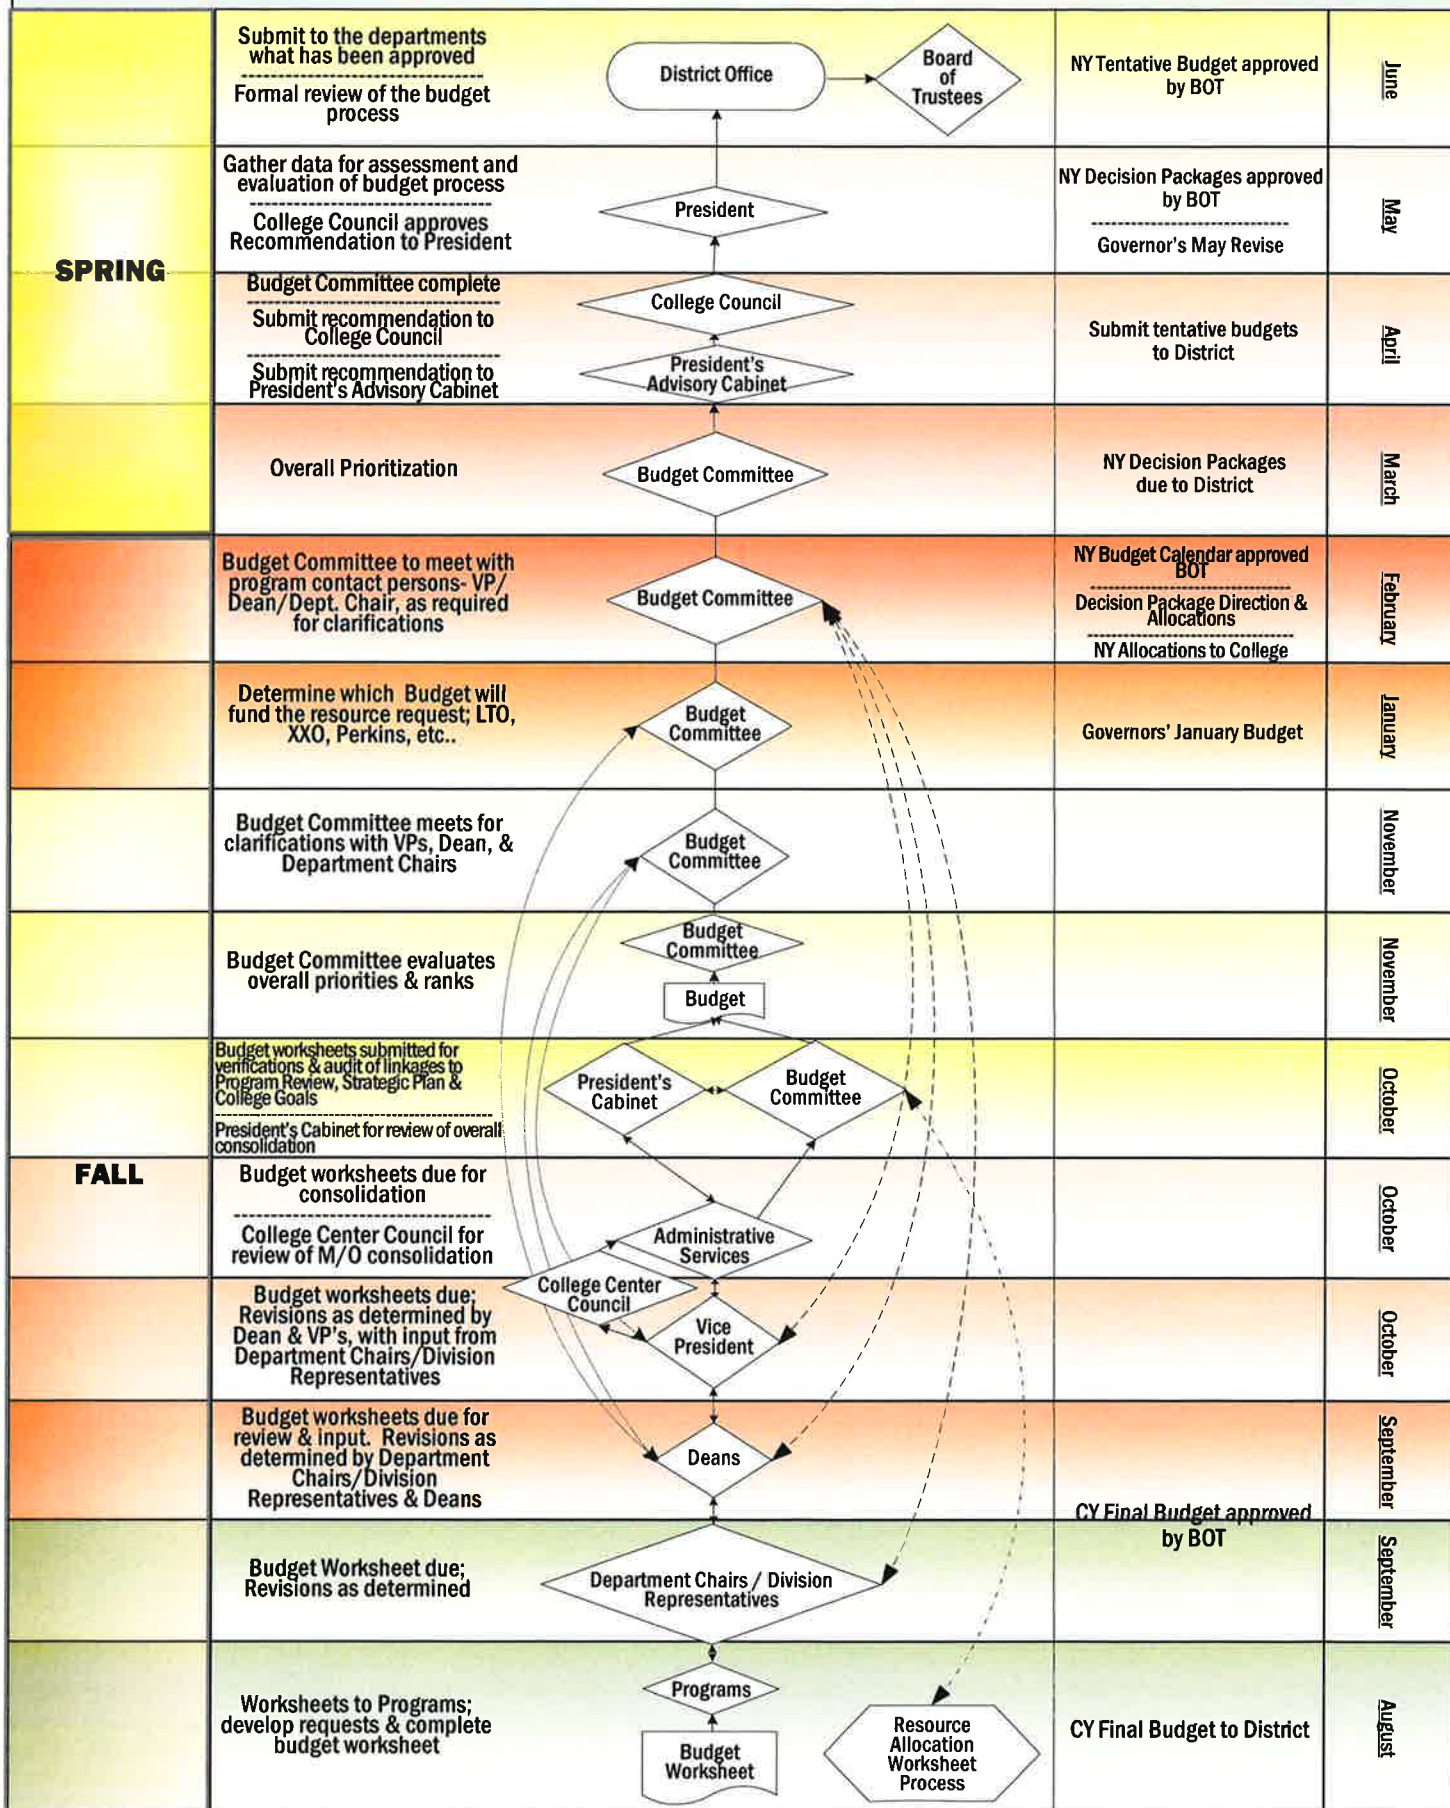 SPRING
FALL
Submit to the departments
what has been approved
Formal review of the budget
process
District Office
Board
of
Trustees
NY Tentative Budget approved
by BOT
June
Gather data for assessment and
evaluation of budget process
College Council approves
Recommendation to President
President
NY Decision Packages approved
by BOT
Governor's May Revise
May
Budget Committee complete
Submit recommendation to
College Council
Submit recommendation to
President's Advisory Cabinet
College Council
President's
Advisory Cabinet
Submit tentative budgets
to District
April
Overall Prioritization
Budget Committee
NY Decision Packages
due to District
March
Budget Committee to meet with
program contact persons- VP/
Dean/Dept. Chair, as required
for clarifications
Budget Committee
NY Budget Calendar approved
BOT
Decision Package Direction &
Allocations
NY Allocations to College
February
Determine which Budget will
fund the resource request; LTO,
XXO, Perkins, etc..
Budget
Committee
Governors' January Budget
January
Budget Committee meets for
clarifications with VPs, Dean, &
Department Chairs
Budget
Committee
November
Budget Committee evaluates
overall priorities & ranks
Budget
Committee
Budget
November
Budget worksheets submitted for
verifications & audit of linkages to
Program Review, Strategic Plan &
College Goals
President's Cabinet for review of overall
consolidation
President's
Cabinet
Budget
Committee
October
Budget worksheets due for
consolidation
College Center Council for
review of M/O consolidation
Administrative
Services
October
Budget worksheets due;
Revisions as determined by
Dean & VP's, with input from
Department Chairs/Division
Representatives
College Center
Council
Vice
President
October
Budget worksheets due for
review & input. Revisions as
determined by Department
Chairs/Division
Representatives & Deans
Deans
September
CY Final Budget approved
by BOT
Budget Worksheet due;
Revisions as determined
Department Chairs / Division
Representatives
September
Worksheets to Programs;
develop requests & complete
budget worksheet
Programs
Budget
Worksheet
Resource
Allocation
Worksheet
Process
CY Final Budget to District
August